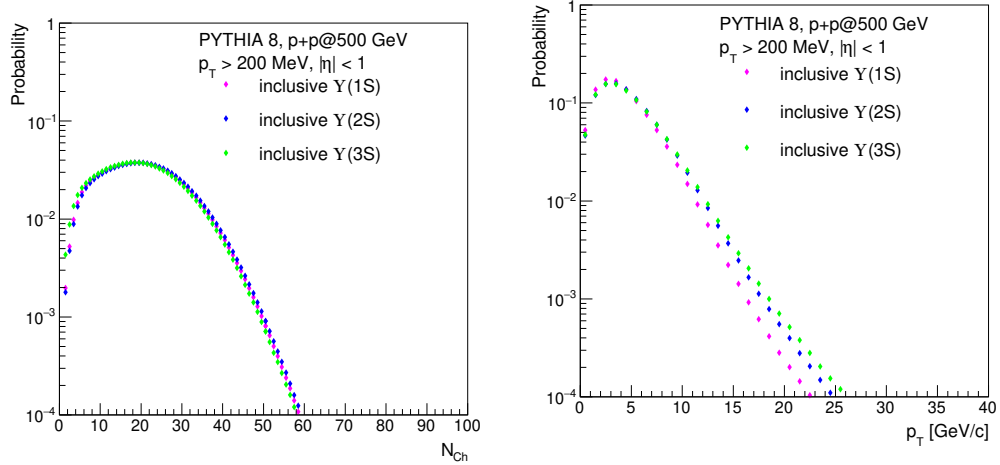 Probability
1
10⁻¹
10⁻²
10⁻³
10⁻⁴
PYTHIA 8, p+p@500 GeV
p_T > 200 MeV, |η| < 1
inclusive ϒ(1S)
inclusive ϒ(2S)
inclusive ϒ(3S)
0 10 20 30 40 50 60 70 80 90 100
N_Ch
Probability
1
10⁻¹
10⁻²
10⁻³
10⁻⁴
PYTHIA 8, p+p@500 GeV
p_T > 200 MeV, |η| < 1
inclusive ϒ(1S)
inclusive ϒ(2S)
inclusive ϒ(3S)
0 5 10 15 20 25 30 35 40
p_T [GeV/c]